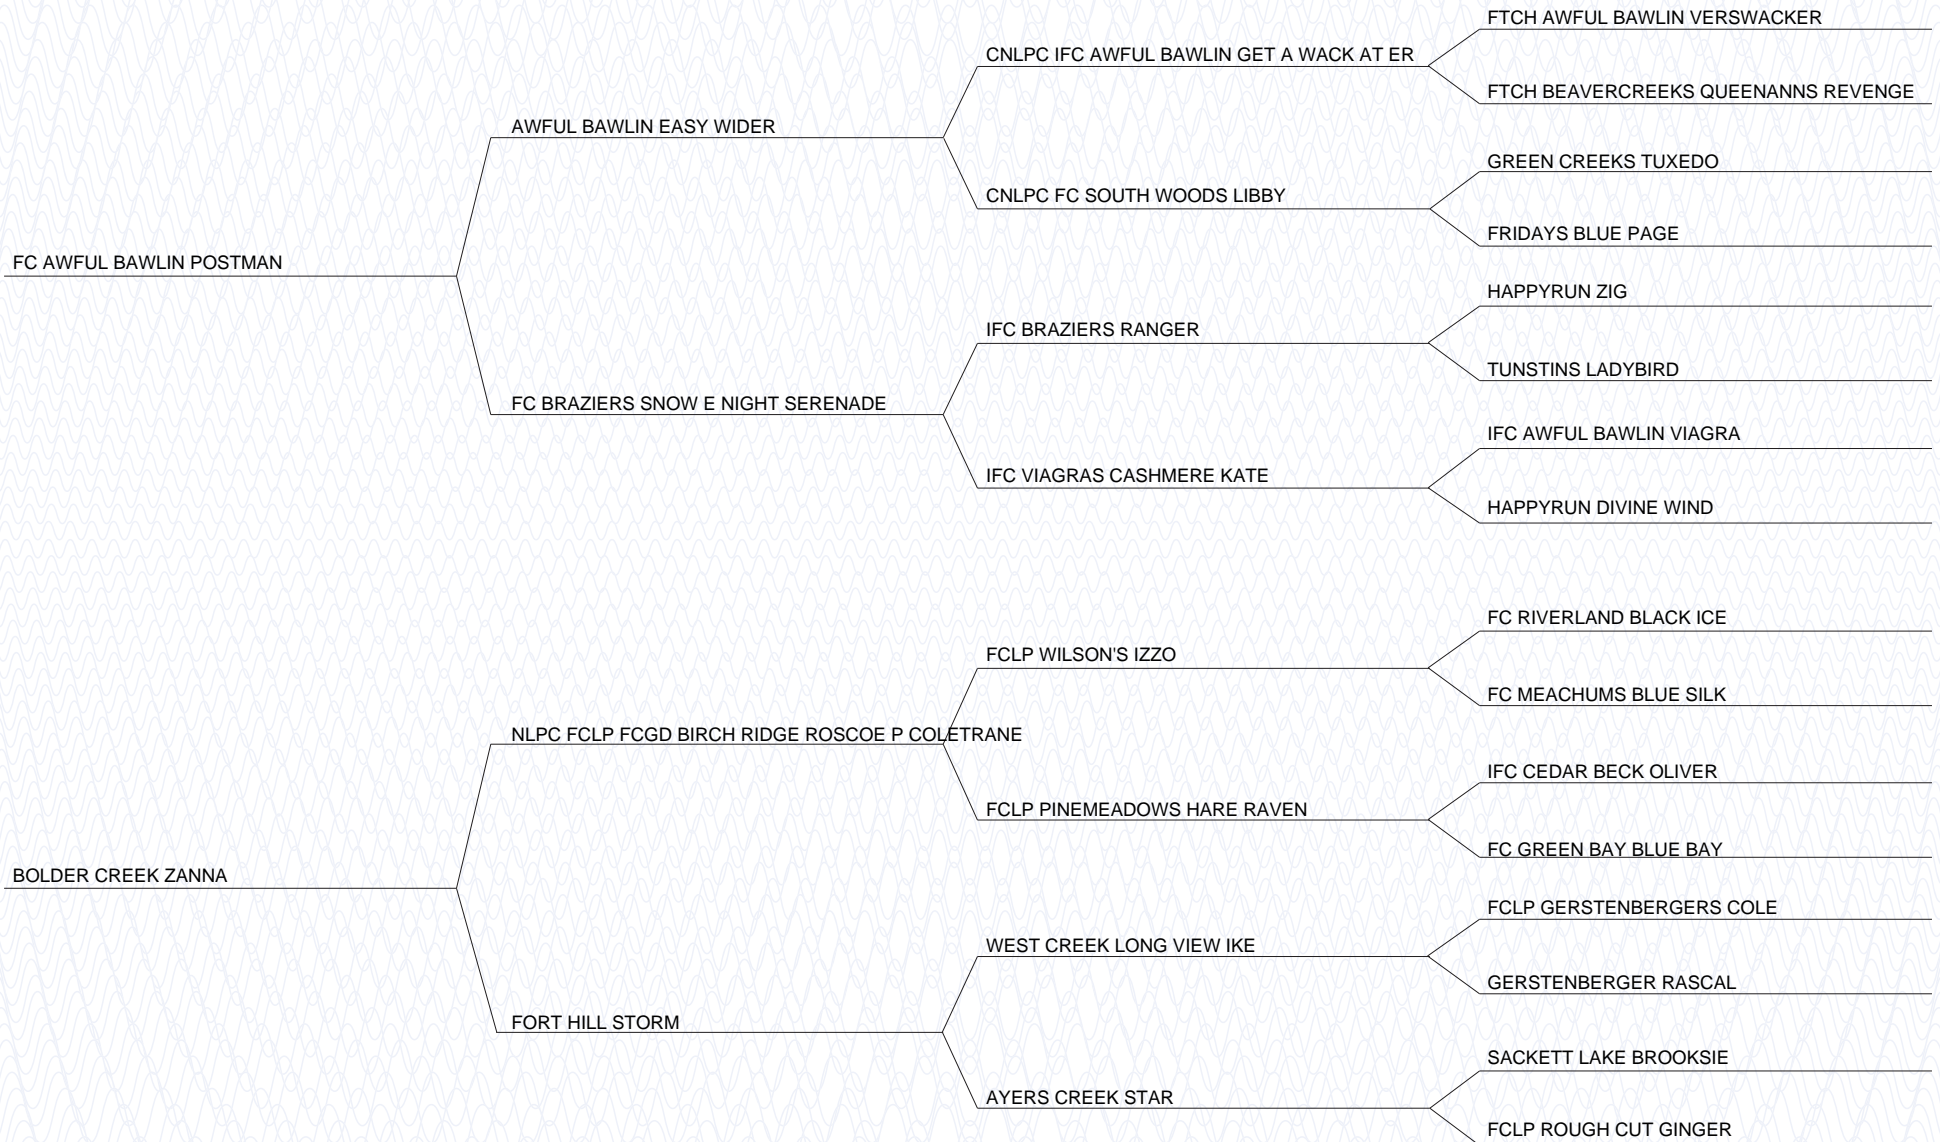 FTCH AWFUL BAWLIN VERSWACKER
CNLPC IFC AWFUL BAWLIN GET A WACK AT ER
FTCH BEAVERCREEKS QUEENANNS REVENGE
AWFUL BAWLIN EASY WIDER
GREEN CREEKS TUXEDO
CNLPC FC SOUTH WOODS LIBBY
FRIDAYS BLUE PAGE
FC AWFUL BAWLIN POSTMAN
HAPPYRUN ZIG
IFC BRAZIERS RANGER
TUNSTINS LADYBIRD
FC BRAZIERS SNOW E NIGHT SERENADE
IFC AWFUL BAWLIN VIAGRA
IFC VIAGRAS CASHMERE KATE
HAPPYRUN DIVINE WIND
FC RIVERLAND BLACK ICE
FCLP WILSON'S IZZO
FC MEACHUMS BLUE SILK
NLPC FCLP FCGD BIRCH RIDGE ROSCOE P COLETRANE
IFC CEDAR BECK OLIVER
FCLP PINEMEADOWS HARE RAVEN
FC GREEN BAY BLUE BAY
BOLDER CREEK ZANNA
FCLP GERSTENBERGERS COLE
WEST CREEK LONG VIEW IKE
GERSTENBERGER RASCAL
FORT HILL STORM
SACKETT LAKE BROOKSIE
AYERS CREEK STAR
FCLP ROUGH CUT GINGER